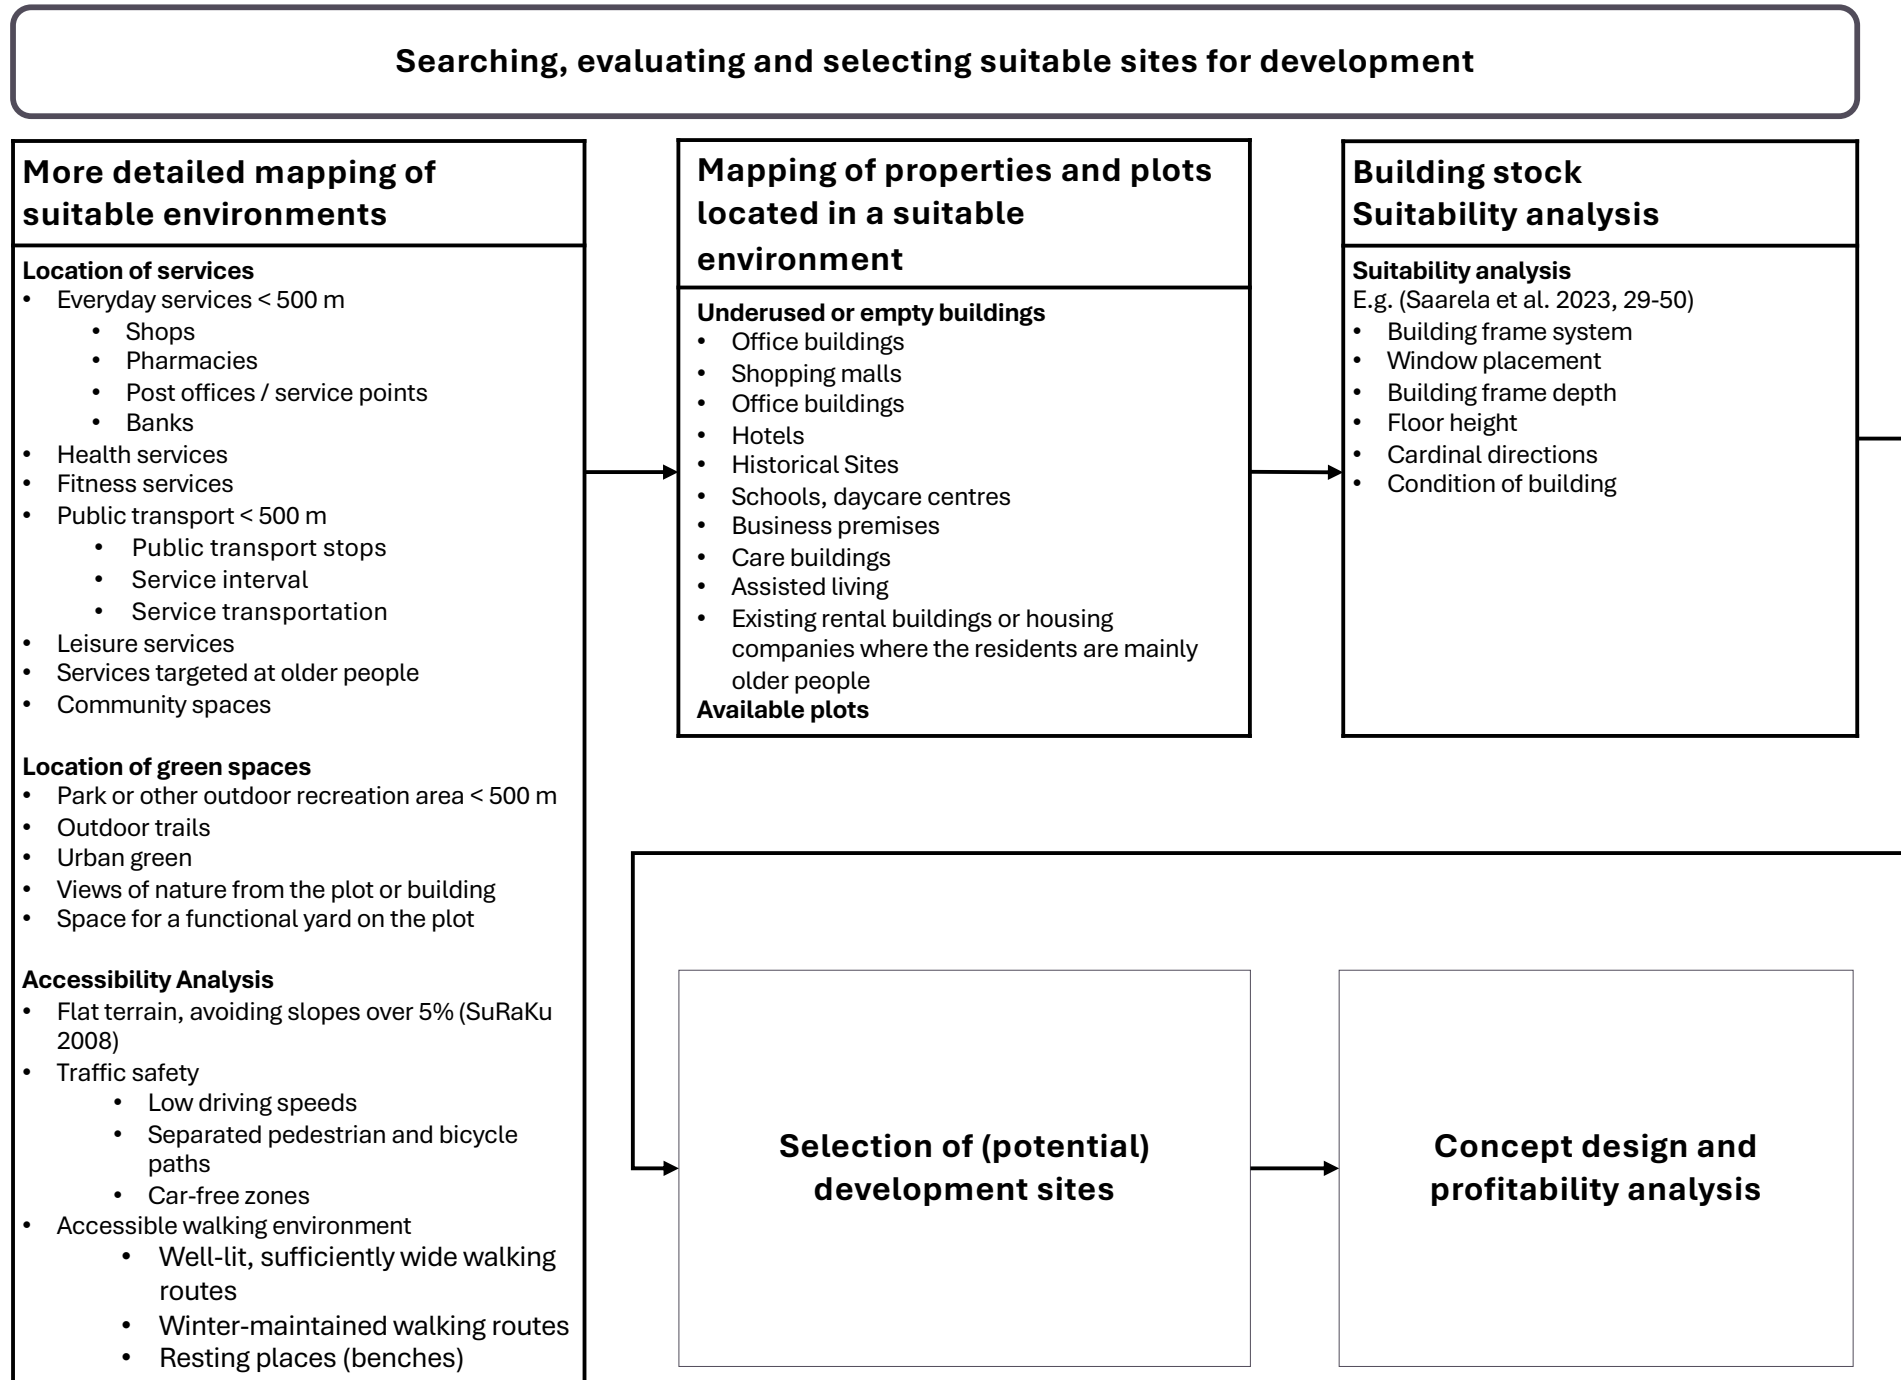 Searching, evaluating and selecting suitable sites for development
More detailed mapping of
suitable environments
Location of services
• Everyday services < 500 m
• Shops
• Pharmacies
• Post offices / service points
• Banks
• Health services
• Fitness services
• Public transport < 500 m
• Public transport stops
• Service interval
• Service transportation
• Leisure services
• Services targeted at older people
• Community spaces
Location of green spaces
• Park or other outdoor recreation area < 500 m
• Outdoor trails
• Urban green
• Views of nature from the plot or building
• Space for a functional yard on the plot
Accessibility Analysis
• Flat terrain, avoiding slopes over 5% (SuRaKu
2008)
• Traffic safety
• Low driving speeds
• Separated pedestrian and bicycle
paths
• Car-free zones
• Accessible walking environment
• Well-lit, sufficiently wide walking
routes
• Winter-maintained walking routes
• Resting places (benches)
Mapping of properties and plots
located in a suitable
environment
Underused or empty buildings
• Office buildings
• Shopping malls
• Office buildings
• Hotels
• Historical Sites
• Schools, daycare centres
• Business premises
• Care buildings
• Assisted living
• Existing rental buildings or housing
companies where the residents are mainly
older people
Available plots
Building stock
Suitability analysis
Suitability analysis
E.g. (Saarela et al. 2023, 29-50)
• Building frame system
• Window placement
• Building frame depth
• Floor height
• Cardinal directions
• Condition of building
Selection of (potential)
development sites
Concept design and
profitability analysis